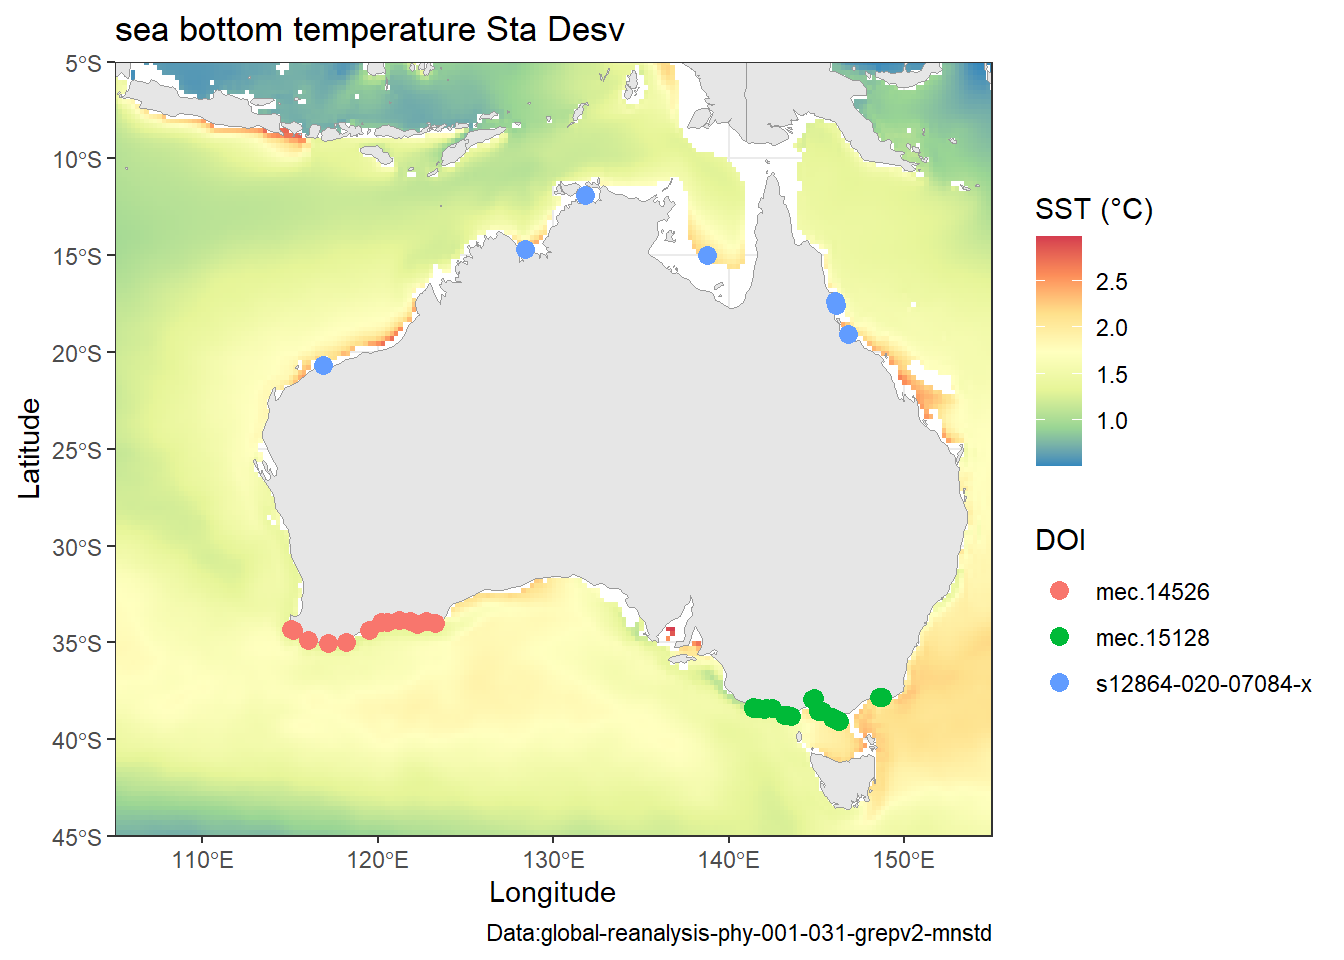 sea bottom temperature Sta Desv
5°S
10°S
15°S
20°S
25°S
30°S
35°S
40°S
45°S
Latitude
110°E
120°E
130°E
140°E
150°E
Longitude
Data:global-reanalysis-phy-001-031-grepv2-mnstd
SST (°C)
2.5
2.0
1.5
1.0
DOI
mec.14526
mec.15128
s12864-020-07084-x